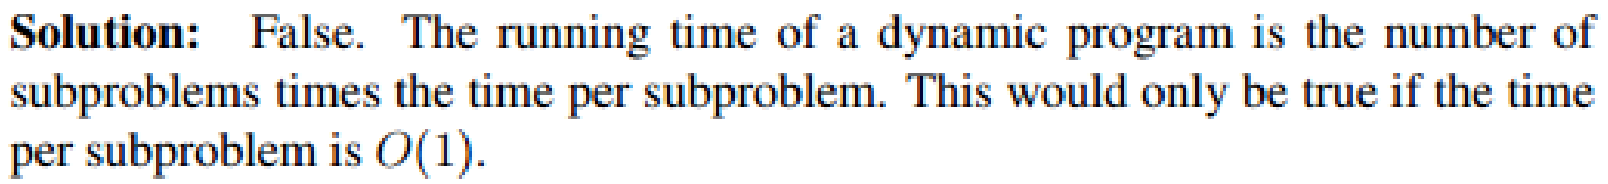 Solution: False. The running time of a dynamic program is the number of
subproblems times the time per subproblem. This would only be true if the time
per subproblem is O(1).